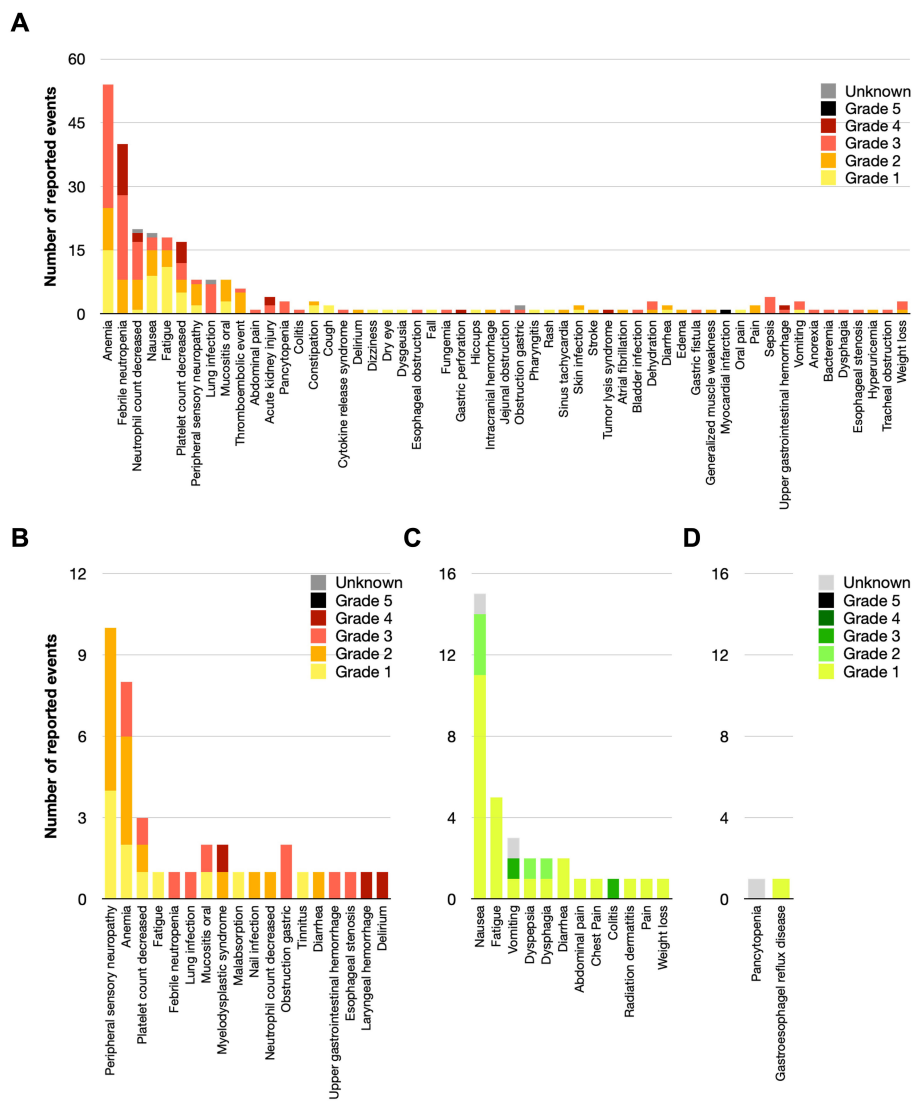 A
Number of reported events
60
45
30
15
0
Unknown
Grade 5
Grade 4
Grade 3
Grade 2
Grade 1
Anemia
Febrile neutropenia
Neutrophil count decreased
Nausea
Fatigue
Platelet count decreased
Peripheral sensory neuropathy
Lung infection
Mucositis oral
Thromboembolic event
Abdominal pain
Acute kidney injury
Pancytopenia
Colitis
Constipation
Cough
Cytokine release syndrome
Delirium
Dizziness
Dry eye
Dysgeusia
Esophageal obstruction
Fall
Fungemia
Gastric perforation
Hiccups
Intracranial hemorrhage
Jejunal obstruction
Obstruction gastric
Pharyngitis
Rash
Sinus tachycardia
Skin infection
Stroke
Tumor lysis syndrome
Atrial fibrillation
Bladder infection
Dehydration
Diarrhea
Edema
Gastric fistula
Generalized muscle weakness
Myocardial infarction
Oral pain
Pain
Sepsis
Upper gastrointestinal hemorrhage
Vomiting
Anorexia
Bacteremia
Dysphagia
Esophageal stenosis
Hyperuricemia
Tracheal obstruction
Weight loss
B
Number of reported events
12
9
6
3
0
Unknown
Grade 5
Grade 4
Grade 3
Grade 2
Grade 1
Peripheral sensory neuropathy
Anemia
Platelet count decreased
Fatigue
Febrile neutropenia
Lung infection
Mucositis oral
Myelodysplastic syndrome
Malabsorption
Nail infection
Neutrophil count decreased
Obstruction gastric
Tinnitus
Diarrhea
Upper gastrointestinal hemorrhage
Esophageal stenosis
Laryngeal hemorrhage
Delirium
C
16
12
8
4
0
Nausea
Fatigue
Vomiting
Dyspepsia
Dysphagia
Diarrhea
Abdominal pain
Chest Pain
Colitis
Radiation dermatitis
Pain
Weight loss
D
16
12
8
4
0
Unknown
Grade 5
Grade 4
Grade 3
Grade 2
Grade 1
Pancytopenia
Gastroesophagel reflux disease